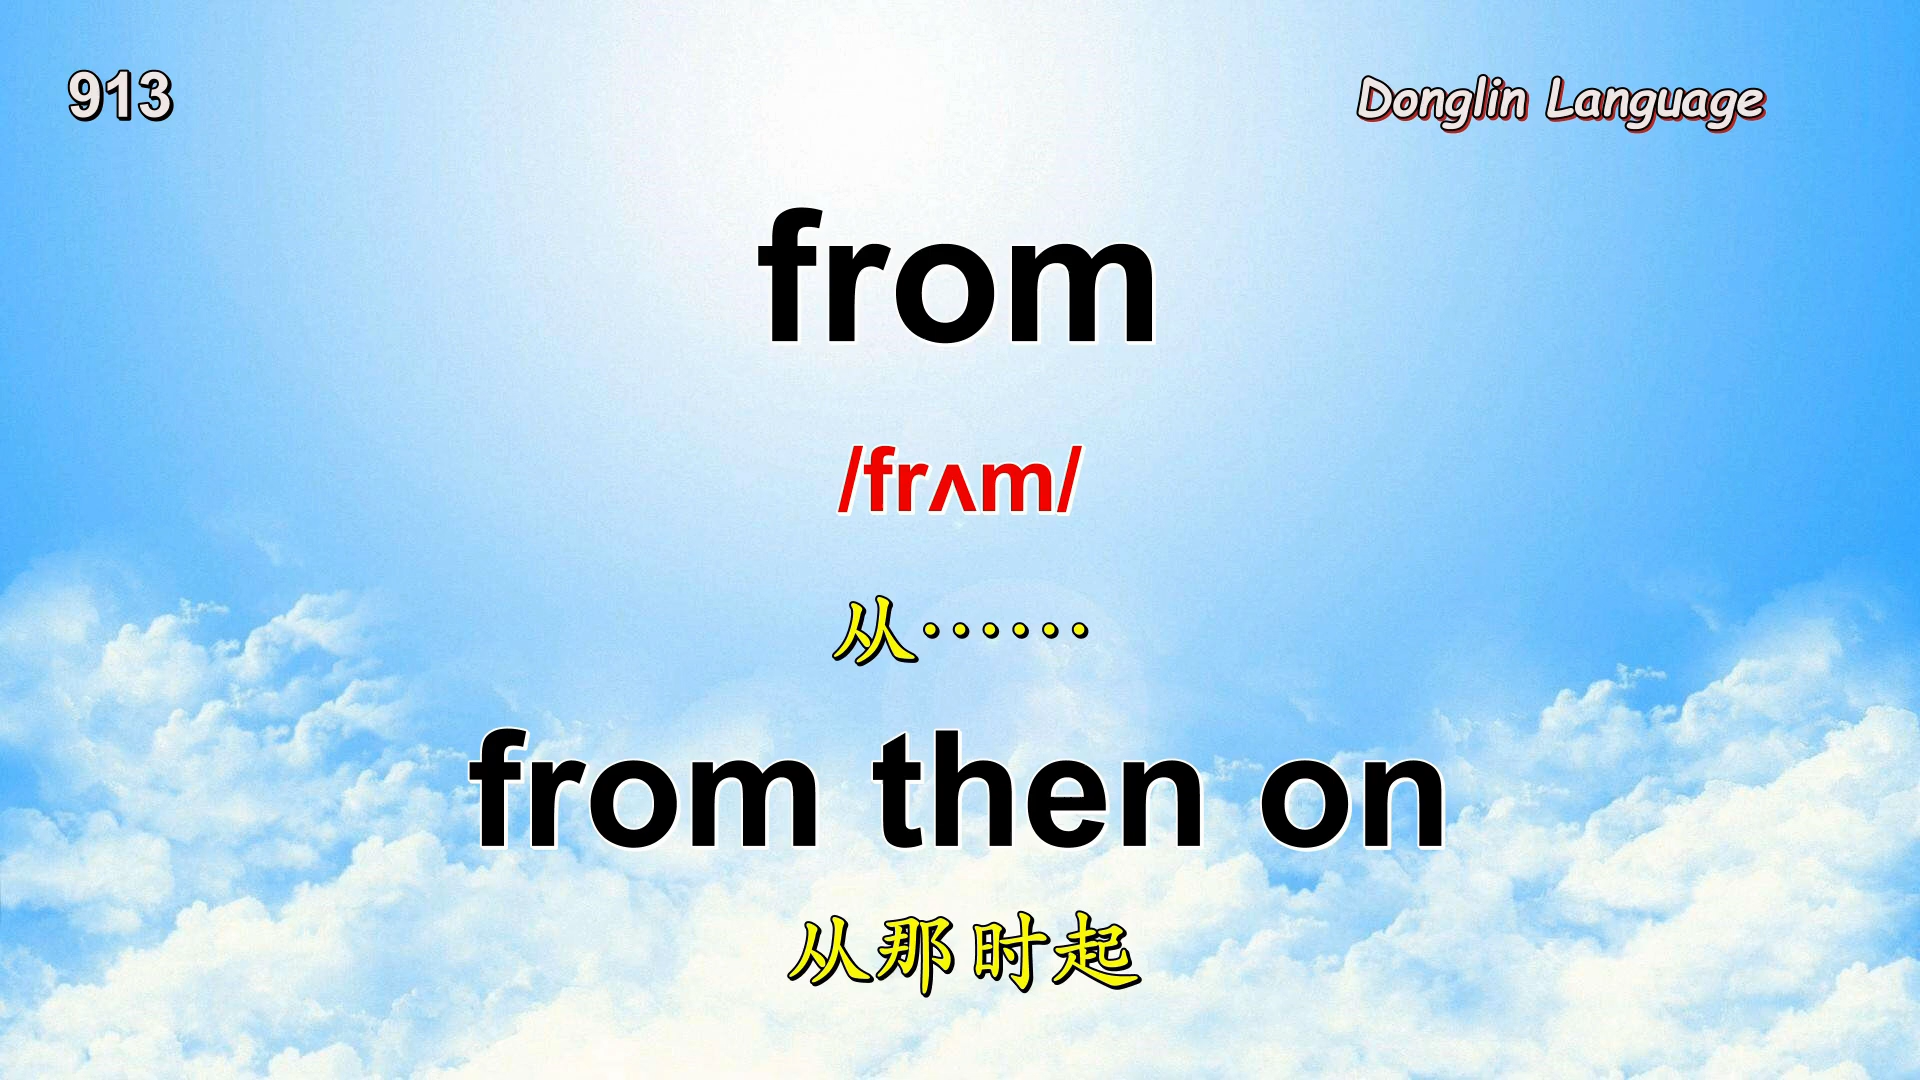 913
Donglin Language
from
/frʌm/
从······
from then on
从那时起